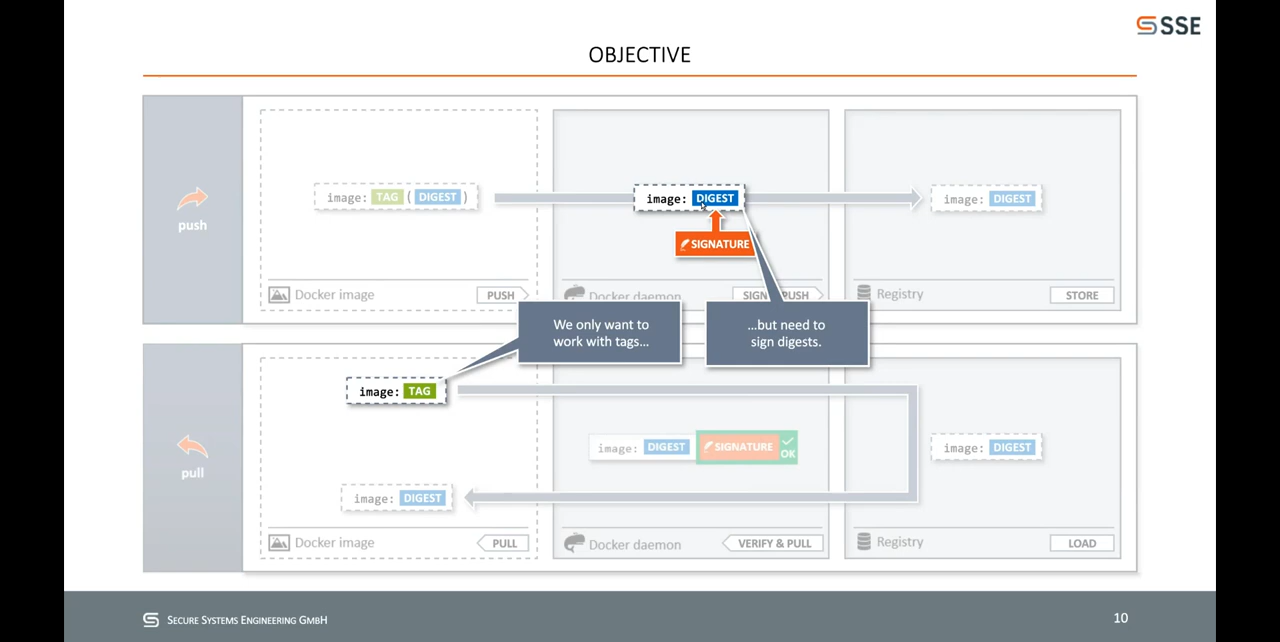 SSE
OBJECTIVE
push
image: TAG ( DIGEST )
image: DIGEST
SIGNATURE
image: DIGEST
Docker image
PUSH
Docker daemon
SIGN & PUSH
Registry
STORE
We only want to
work with tags...
...but need to
sign digests.
pull
image: TAG
image: DIGEST
SIGNATURE
OK
image: DIGEST
image: DIGEST
Docker image
PULL
Docker daemon
VERIFY & PULL
Registry
LOAD
SECURE SYSTEMS ENGINEERING GMBH
10